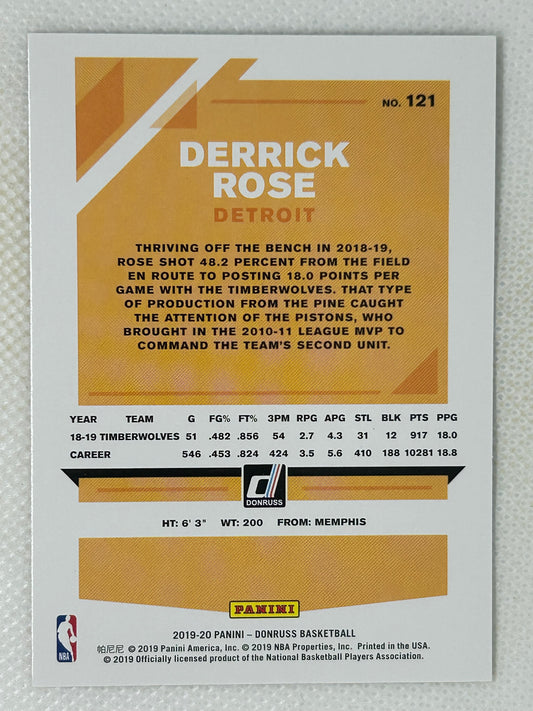 NO. 121
DERRICK
ROSE
DETROIT
THRIVING OFF THE BENCH IN 2018-19,
ROSE SHOT 48.2 PERCENT FROM THE FIELD
EN ROUTE TO POSTING 18.0 POINTS PER
GAME WITH THE TIMBERWOLVES. THAT TYPE
OF PRODUCTION FROM THE PINE CAUGHT
THE ATTENTION OF THE PISTONS, WHO
BROUGHT IN THE 2010-11 LEAGUE MVP TO
COMMAND THE TEAM'S SECOND UNIT.
YEAR TEAM G FG% FT% 3PM RPG APG STL BLK PTS PPG
18-19 TIMBERWOLVES 51 .482 .856 54 2.7 4.3 31 12 917 18.0
CAREER 546 .453 .824 424 3.5 5.6 410 188 10281 18.8
d
DONRUSS
HT: 6' 3" WT: 200 FROM: MEMPHIS
PANINI
2019-20 PANINI – DONRUSS BASKETBALL
帕尼尼 © 2019 Panini America, Inc. © 2019 NBA Properties, Inc. Printed in the USA.
© 2019 Officially licensed product of the National Basketball Players Association.
NBA